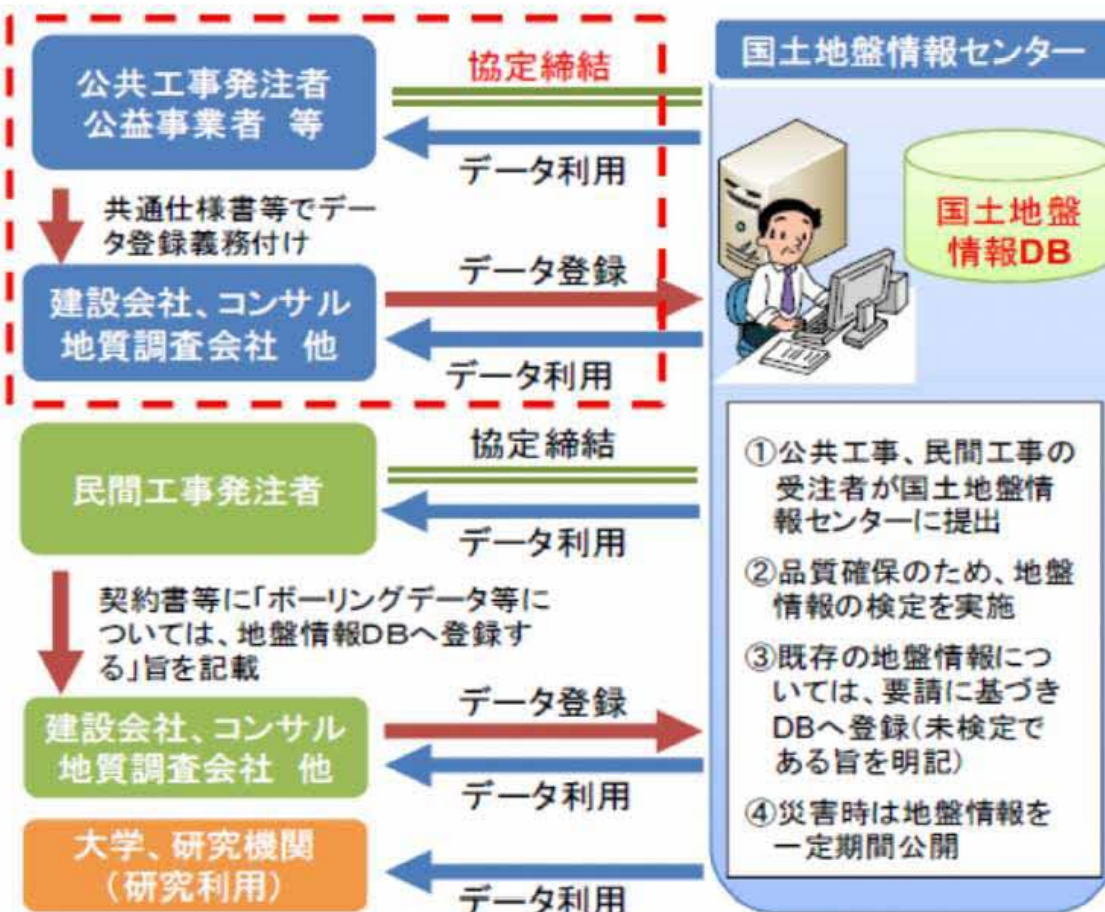 公共工事発注者
公益事業者 等
協定締結
データ利用
共通仕様書等でデー
タ登録義務付け
建設会社、コンサル
地質調査会社 他
データ登録
データ利用
民間工事発注者
協定締結
データ利用
契約書等に「ボーリングデータ等に
ついては、地盤情報DBへ登録す
る」旨を記載
建設会社、コンサル
地質調査会社 他
データ登録
データ利用
大学、研究機関
（研究利用）
データ利用
国土地盤情報センター
国土地盤
情報DB
①公共工事、民間工事の
受注者が国土地盤情
報センターに提出
②品質確保のため、地盤
情報の検定を実施
③既存の地盤情報につ
いては、要請に基づき
DBへ登録（未検定で
ある旨を明記）
④災害時は地盤情報を
一定期間公開